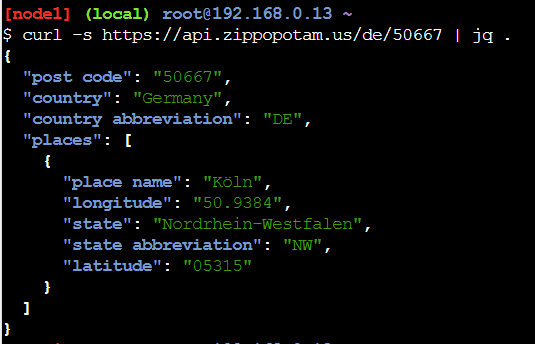 [node1] (local) root@192.168.0.13 ~
$ curl -s https://api.zippopotam.us/de/50667 | jq .
{
  "post code": "50667",
  "country": "Germany",
  "country abbreviation": "DE",
  "places": [
    {
      "place name": "Köln",
      "longitude": "50.9384",
      "state": "Nordrhein-Westfalen",
      "state abbreviation": "NW",
      "latitude": "05315"
    }
  ]
}